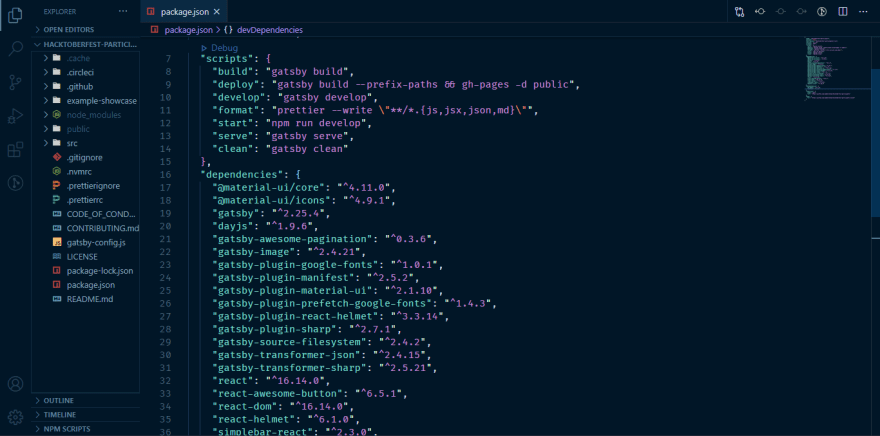 EXPLORER
OPEN EDITORS
HACKTOBERFEST-PARTICI...
.cache
.circleci
.github
example-showcase
node_modules
public
src
.gitignore
.nvmrc
.prettierignore
.prettierrc
CODE_OF_COND...
CONTRIBUTING.md
gatsby-config.js
LICENSE
package-lock.json
package.json
README.md
OUTLINE
TIMELINE
NPM SCRIPTS
package.json
package.json > {} devDependencies
Debug
7 "scripts": {
8 "build": "gatsby build",
9 "deploy": "gatsby build --prefix-paths && gh-pages -d public",
10 "develop": "gatsby develop",
11 "format": "prettier --write \"**/*.{js,jsx,json,md}\"",
12 "start": "npm run develop",
13 "serve": "gatsby serve",
14 "clean": "gatsby clean"
15 },
16 "dependencies": {
17 "@material-ui/core": "^4.11.0",
18 "@material-ui/icons": "^4.9.1",
19 "gatsby": "^2.25.4",
20 "dayjs": "^1.9.6",
21 "gatsby-awesome-pagination": "^0.3.6",
22 "gatsby-image": "^2.4.21",
23 "gatsby-plugin-google-fonts": "^1.0.1",
24 "gatsby-plugin-manifest": "^2.5.2",
25 "gatsby-plugin-material-ui": "^2.1.10",
26 "gatsby-plugin-prefetch-google-fonts": "^1.4.3",
27 "gatsby-plugin-react-helmet": "^3.3.14",
28 "gatsby-plugin-sharp": "^2.7.1",
29 "gatsby-source-filesystem": "^2.4.2",
30 "gatsby-transformer-json": "^2.4.15",
31 "gatsby-transformer-sharp": "^2.5.21",
32 "react": "^16.14.0",
33 "react-awesome-button": "^6.5.1",
34 "react-dom": "^16.14.0",
35 "react-helmet": "^6.1.0",
36 "simplebar-react": "^2.3.0",